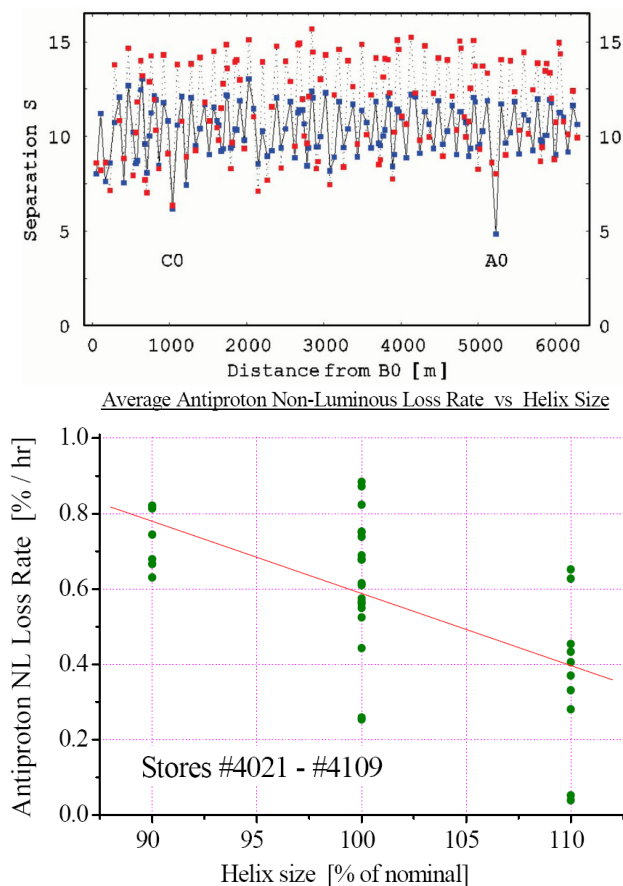 15
10
5
0
Separation S
15
10
5
0
C0
A0
0 1000 2000 3000 4000 5000 6000
Distance from B0 [m]
Average Antiproton Non-Luminous Loss Rate vs Helix Size
1.0
0.8
0.6
0.4
0.2
0.0
Antiproton NL Loss Rate [% / hr]
Stores #4021 - #4109
90 95 100 105 110
Helix size [% of nominal]